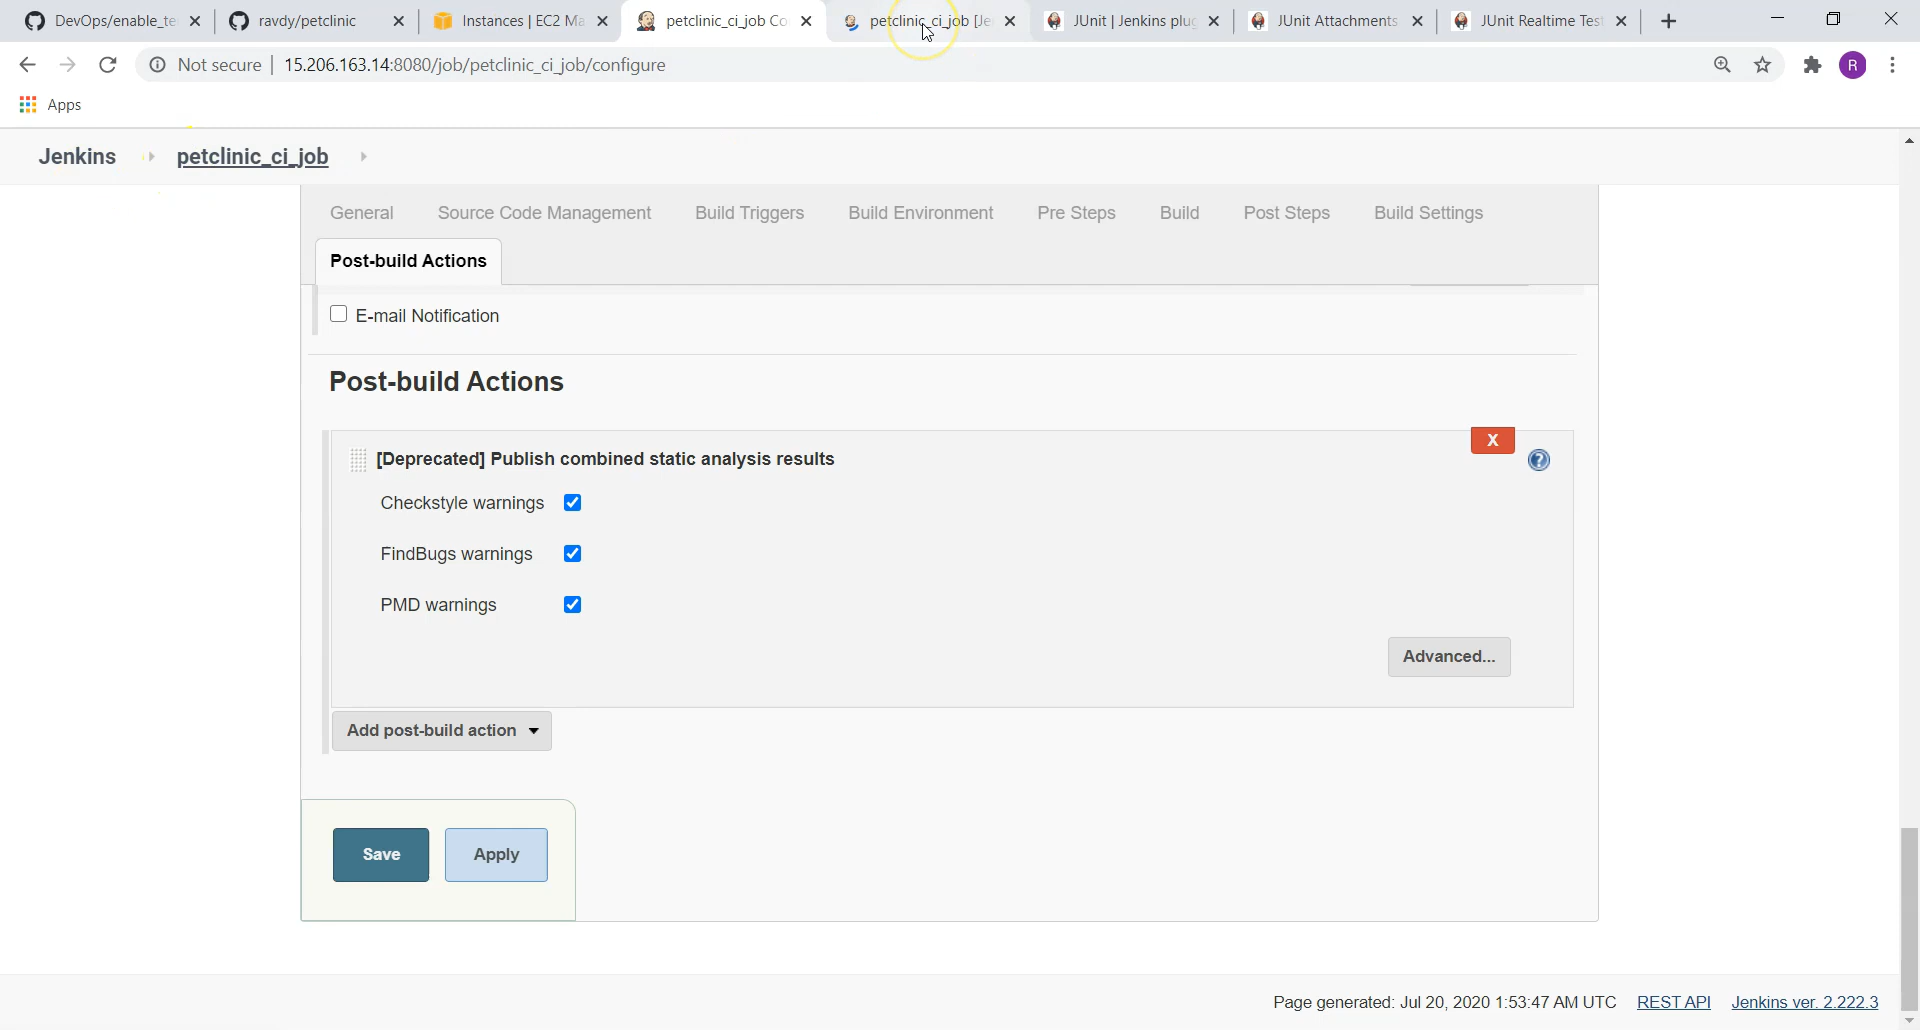 DevOps/enable_te
ravdy/petclinic
Instances | EC2 Ma
petclinic_ci_job Co
petclinic_ci_job [Je
JUnit | Jenkins plug
JUnit Attachments
JUnit Realtime Test
Not secure
15.206.163.14:8080/job/petclinic_ci_job/configure
R
Apps
Jenkins
petclinic_ci_job
General
Source Code Management
Build Triggers
Build Environment
Pre Steps
Build
Post Steps
Build Settings
Post-build Actions
E-mail Notification
Post-build Actions
X
[Deprecated] Publish combined static analysis results
?
Checkstyle warnings
FindBugs warnings
PMD warnings
Advanced...
Add post-build action
Save
Apply
Page generated: Jul 20, 2020 1:53:47 AM UTC
REST API
Jenkins ver. 2.222.3